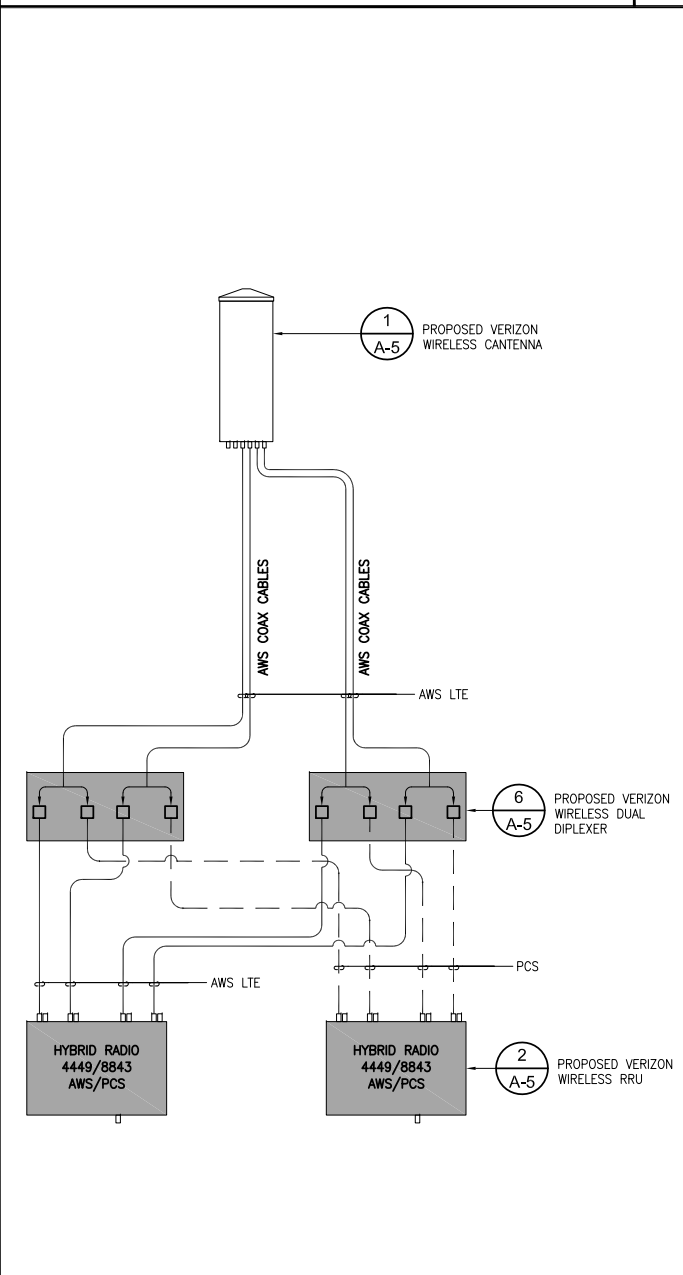 1
A-5
PROPOSED VERIZON
WIRELESS CANTENNA
AWS COAX CABLES
AWS COAX CABLES
AWS LTE
6
A-5
PROPOSED VERIZON
WIRELESS DUAL
DIPLEXER
PCS
AWS LTE
HYBRID RADIO
4449/8843
AWS/PCS
HYBRID RADIO
4449/8843
AWS/PCS
2
A-5
PROPOSED VERIZON
WIRELESS RRU